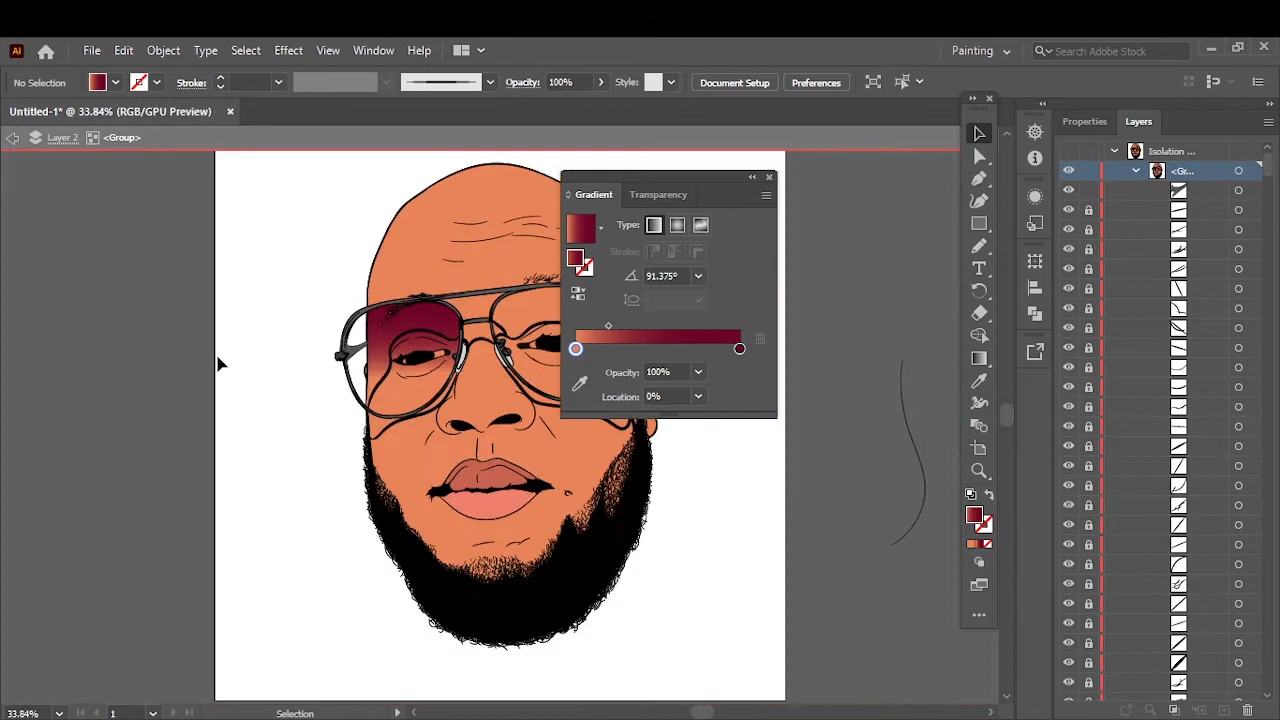 Ai File Edit Object Type Select Effect View Window Help Painting Search Adobe Stock
No Selection Stroke: Opacity: 100% Style: Document Setup Preferences
Untitled-1* @ 33.84% (RGB/GPU Preview)
Layer 2 <Group>
Properties Layers
Isolation ...
<Gr...
Gradient Transparency
Type:
Stroke:
91.375°
Opacity: 100%
Location: 0%
33.84% 1 Selection